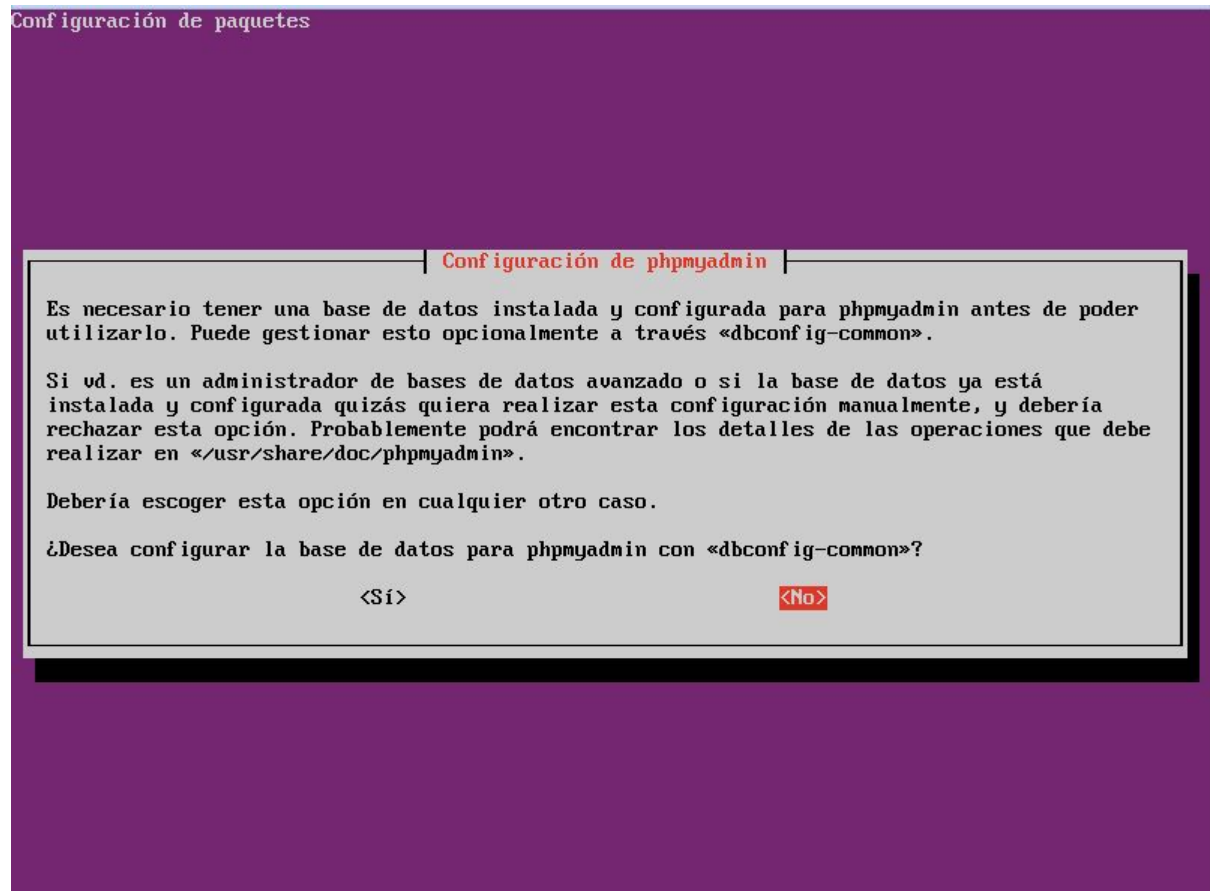 Configuración de paquetes
Configuración de phpmyadmin
Es necesario tener una base de datos instalada y configurada para phpmyadmin antes de poder
utilizarlo. Puede gestionar esto opcionalmente a través «dbconfig-common».
Si vd. es un administrador de bases de datos avanzado o si la base de datos ya está
instalada y configurada quizás quiera realizar esta configuración manualmente, y debería
rechazar esta opción. Probablemente podrá encontrar los detalles de las operaciones que debe
realizar en «/usr/share/doc/phpmyadmin».
Debería escoger esta opción en cualquier otro caso.
¿Desea configurar la base de datos para phpmyadmin con «dbconfig-common»?
<Sí> <No>